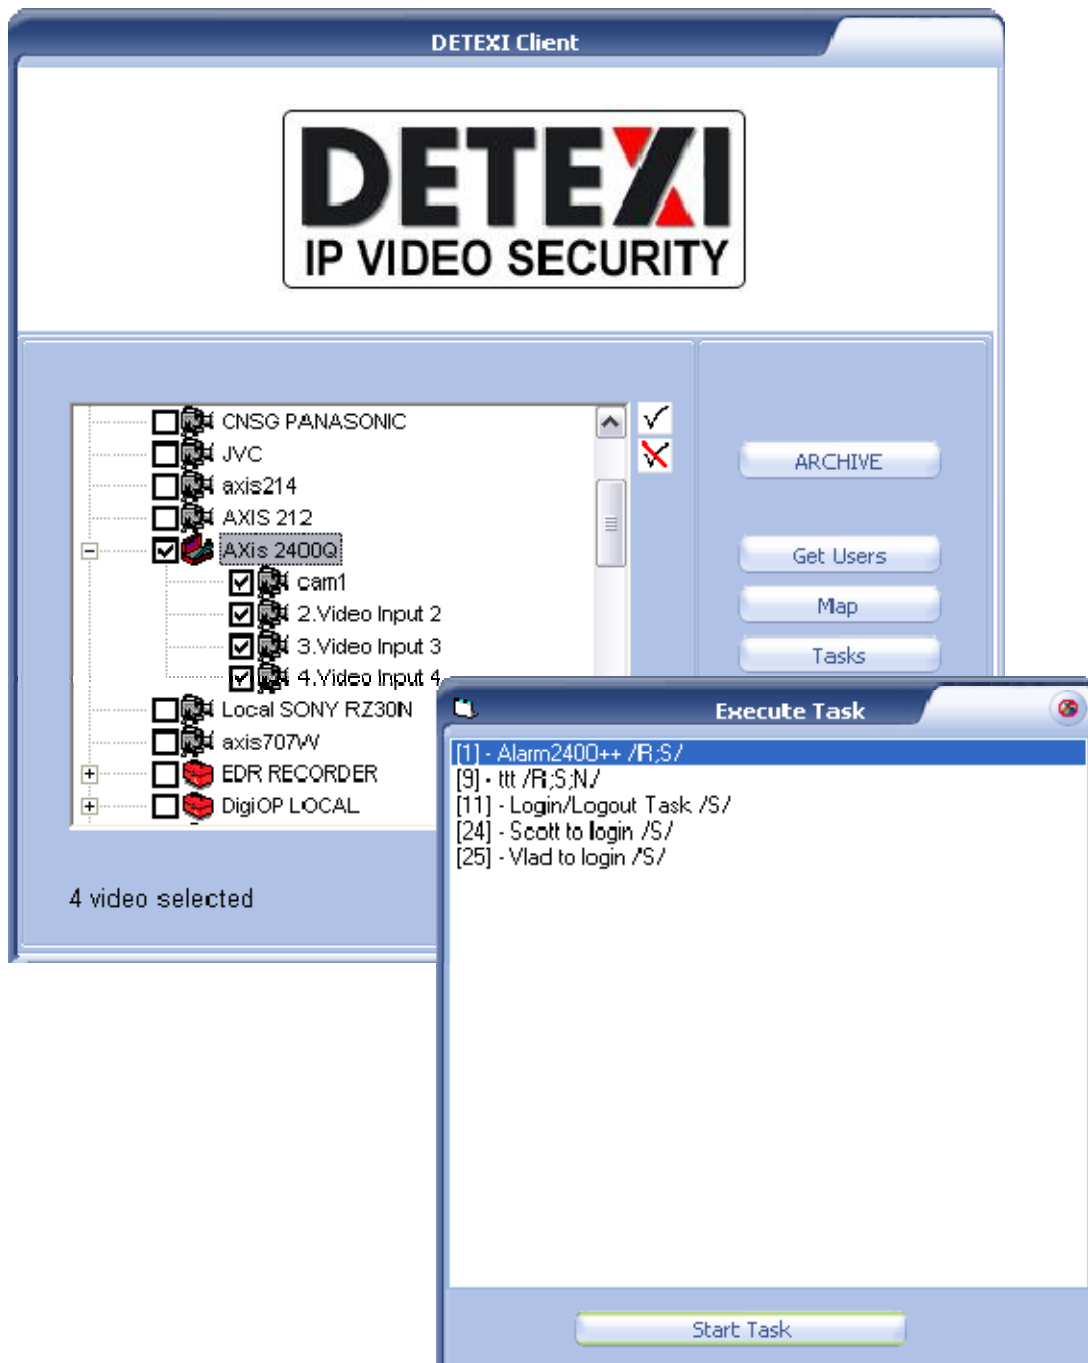 DETEXI Client
DETEXI
IP VIDEO SECURITY
CNSG PANASONIC
JVC
axis214
AXIS 212
AXis 2400Q
cam1
2.Video Input 2
3.Video Input 3
4.Video Input 4
Local SONY RZ30N
axis707W
EDR RECORDER
DigiOP LOCAL
4 video selected
ARCHIVE
Get Users
Map
Tasks
Execute Task
[1] - Alarm2400++ /R;S/
[9] - ttt /R;S;N/
[11] - Login/Logout Task /S/
[24] - Scott to login /S/
[25] - Vlad to login /S/
Start Task